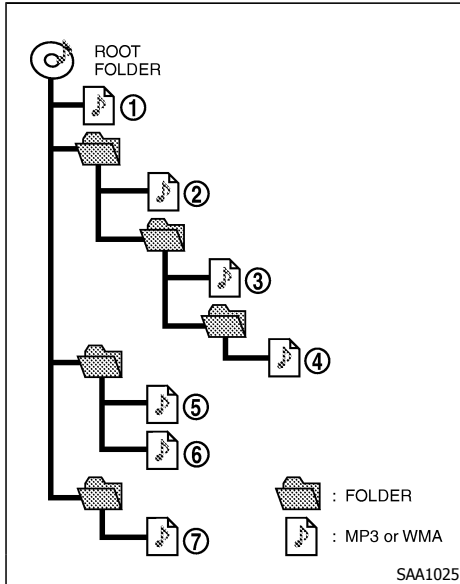 ROOT
FOLDER
①
②
③
④
⑤
⑥
⑦
: FOLDER
: MP3 or WMA
SAA1025